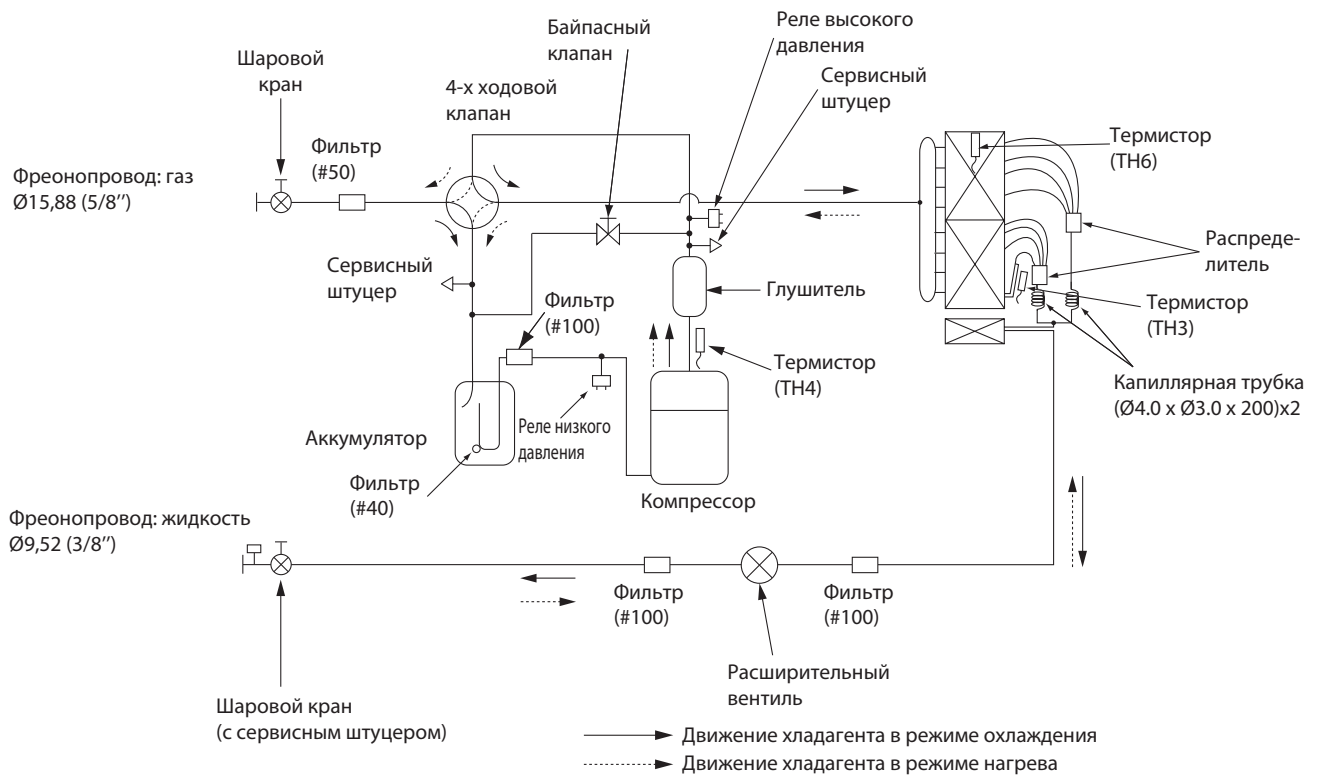 Шаровой
кран
Байпасный
клапан
Реле высокого
давления
4-х ходовой
клапан
Сервисный
штуцер
Фильтр
(#50)
Термистор
(TH6)
Фреонопровод: газ
Ø15,88 (5/8’’)
Распреде-
литель
Сервисный
штуцер
Глушитель
Фильтр
(#100)
Термистор
(TH3)
Термистор
(TH4)
Капиллярная трубка
(Ø4.0 x Ø3.0 x 200)x2
Реле низкого
давления
Аккумулятор
Фильтр
(#40)
Компрессор
Фреонопровод: жидкость
Ø9,52 (3/8’’)
Фильтр
(#100)
Фильтр
(#100)
Расширительный
вентиль
Шаровой кран
(с сервисным штуцером)
Движение хладагента в режиме охлаждения
Движение хладагента в режиме нагрева